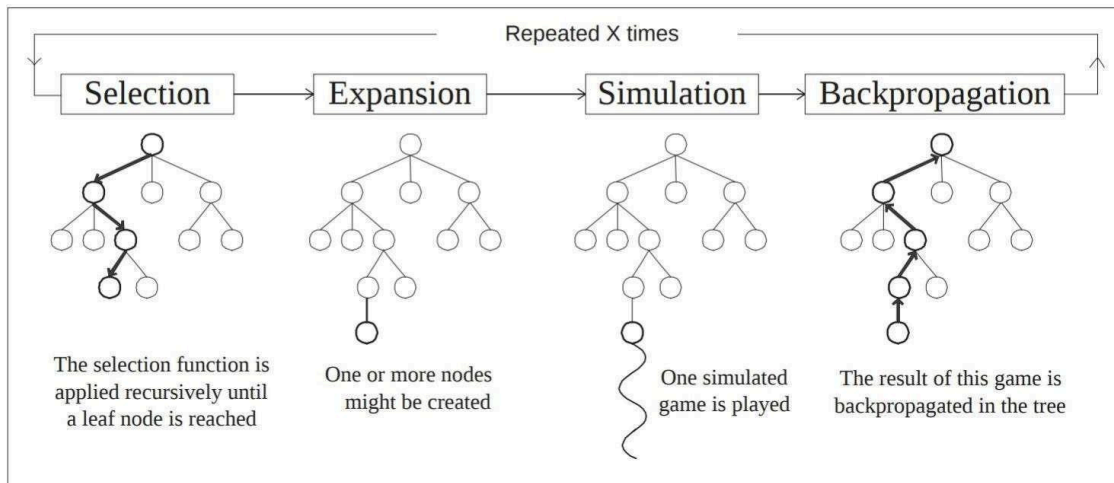 Repeated X times
Selection
Expansion
Simulation
Backpropagation
The selection function is
applied recursively until
a leaf node is reached
One or more nodes
might be created
One simulated
game is played
The result of this game is
backpropagated in the tree